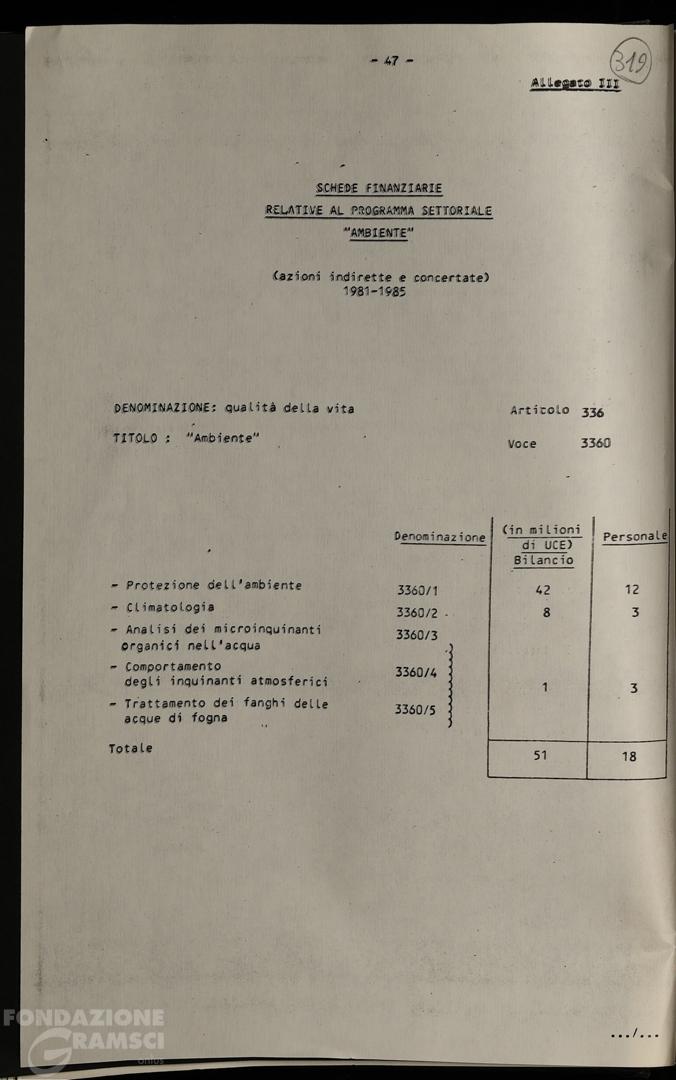 - 47 -
319
Allegato III
SCHEDE FINANZIARIE
RELATIVE AL PROGRAMMA SETTORIALE
"AMBIENTE"
(azioni indirette e concertate)
1981-1985
DENOMINAZIONE: qualità della vita Articolo 336
TITOLO : "Ambiente" Voce 3360
Denominazione (in milioni di UCE) Bilancio Personale
- Protezione dell'ambiente 3360/1 42 12
- Climatologia 3360/2 8 3
- Analisi dei microinquinanti 3360/3
organici nell'acqua
- Comportamento
degli inquinanti atmosferici 3360/4 1 3
- Trattamento dei fanghi delle 3360/5
acque di fogna
Totale 51 18
.../...
FONDAZIONE
GRAMSCI
onlus